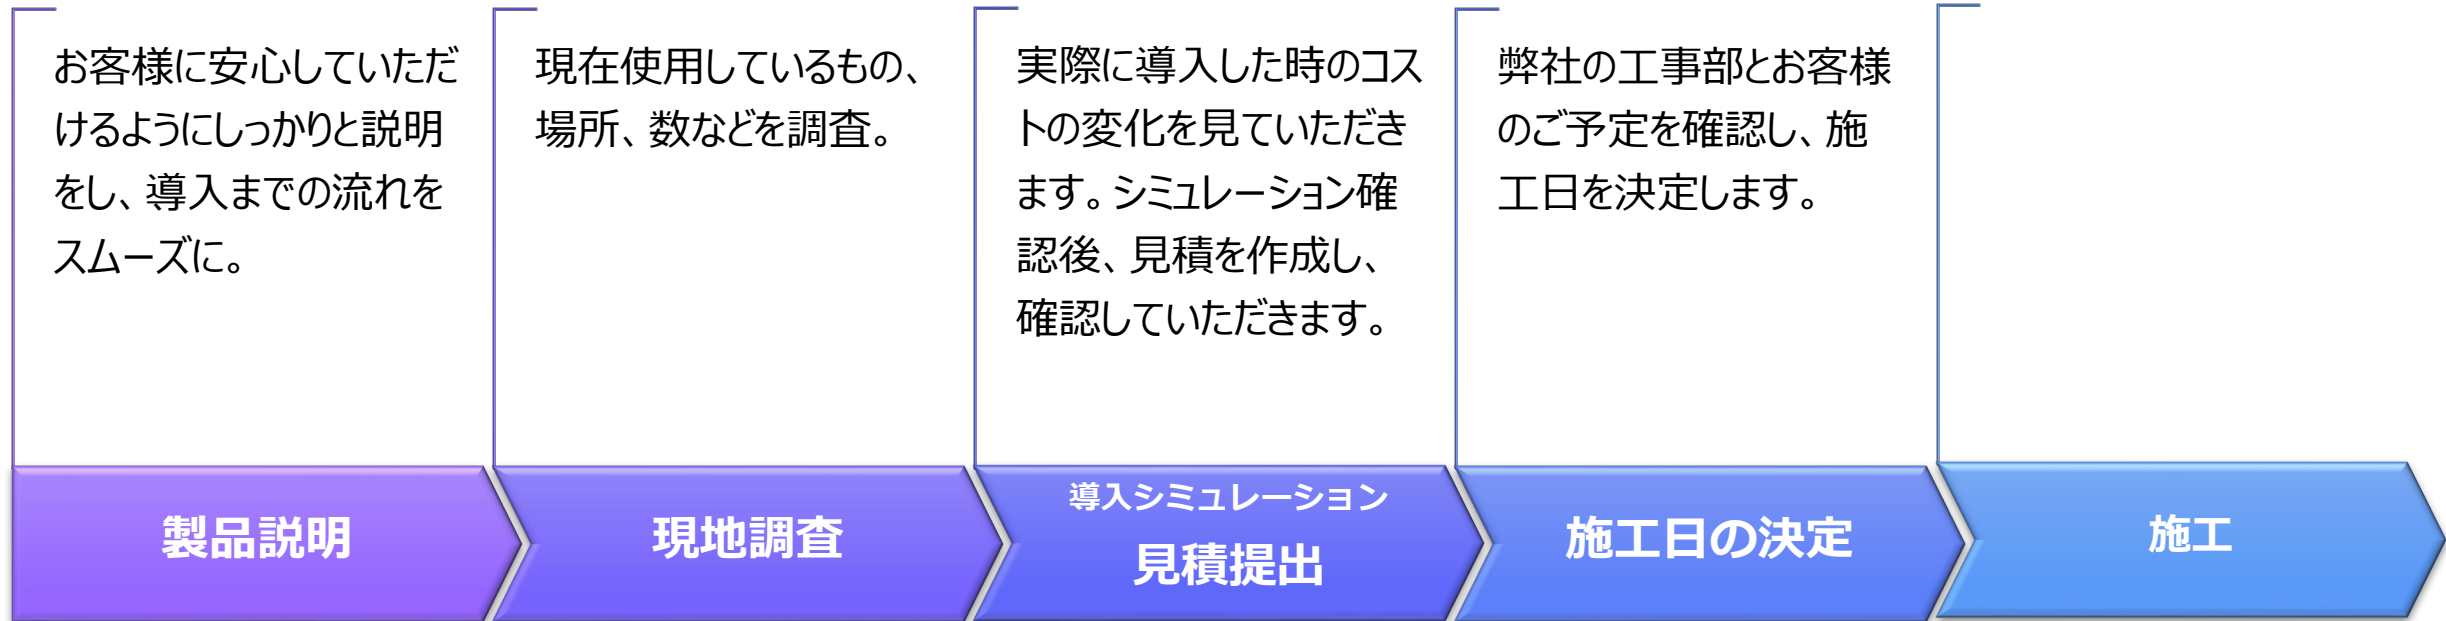 お客様に安心していただ
けるようにしっかりと説明
をし、導入までの流れを
スムーズに。
現在使用しているもの、
場所、数などを調査。
実際に導入した時のコス
トの変化を見ていただき
ます。シミュレーション確
認後、見積を作成し、
確認していただきます。
弊社の工事部とお客様
のご予定を確認し、施
工日を決定します。
製品説明
現地調査
導入シミュレーション
見積提出
施工日の決定
施工